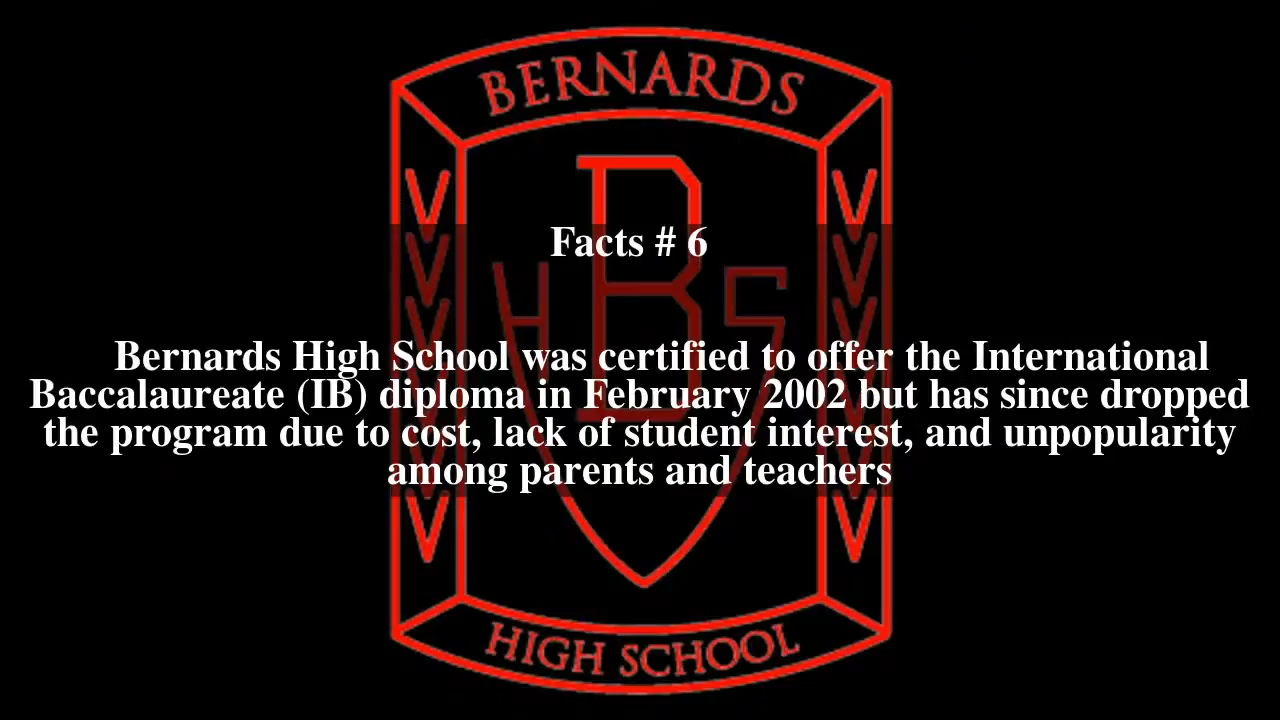 BERNARDS
B
H S
Facts # 6
Bernards High School was certified to offer the International
Baccalaureate (IB) diploma in February 2002 but has since dropped
the program due to cost, lack of student interest, and unpopularity
among parents and teachers
HIGH SCHOOL